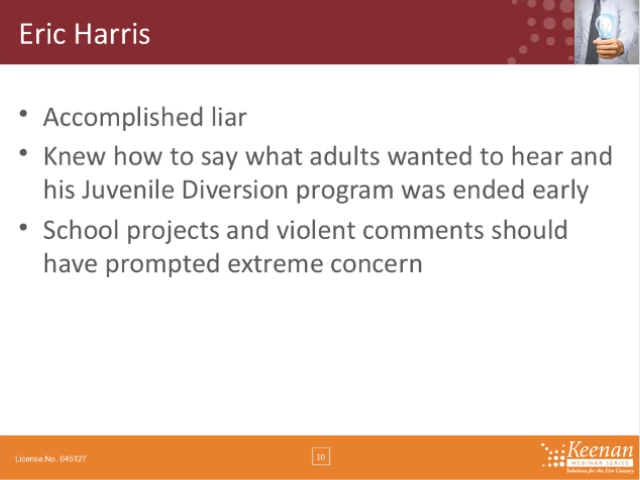 Eric Harris
• Accomplished liar
• Knew how to say what adults wanted to hear and
his Juvenile Diversion program was ended early
• School projects and violent comments should
have prompted extreme concern
License No. 045127
10
Keenan
WEBINAR SERIES
Solutions for the 21st Century